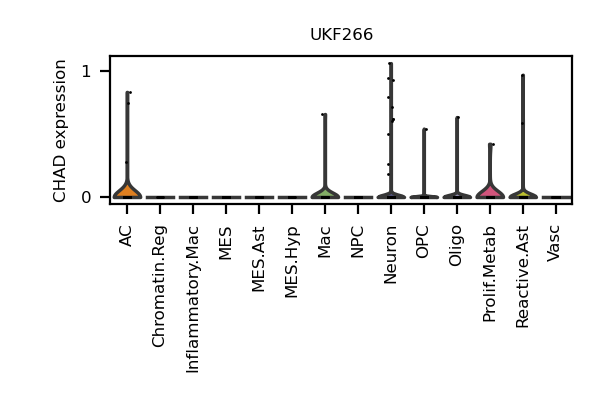 UKF266
CHAD expression
1
0
AC
Chromatin.Reg
Inflammatory.Mac
MES
MES.Ast
MES.Hyp
Mac
NPC
Neuron
OPC
Oligo
Prolif.Metab
Reactive.Ast
Vasc